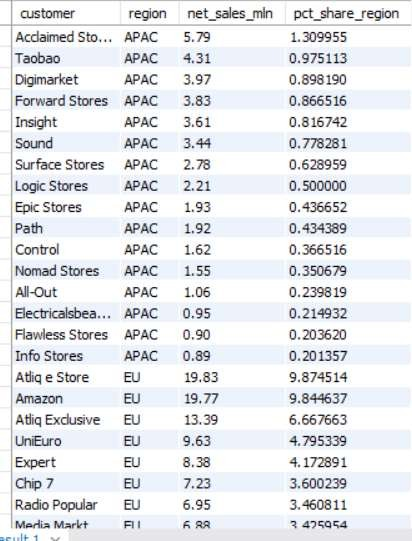 customer region net_sales_mln pct_share_region
Acclaimed Sto... APAC 5.79 1.309955
Taobao APAC 4.31 0.975113
Digimarket APAC 3.97 0.898190
Forward Stores APAC 3.83 0.866516
Insight APAC 3.61 0.816742
Sound APAC 3.44 0.778281
Surface Stores APAC 2.78 0.628959
Logic Stores APAC 2.21 0.500000
Epic Stores APAC 1.93 0.436652
Path APAC 1.92 0.434389
Control APAC 1.62 0.366516
Nomad Stores APAC 1.55 0.350679
All-Out APAC 1.06 0.239819
Electricalsbea... APAC 0.95 0.214932
Flawless Stores APAC 0.90 0.203620
Info Stores APAC 0.89 0.201357
Atliq e Store EU 19.83 9.874514
Amazon EU 19.77 9.844637
Atliq Exclusive EU 13.39 6.667663
UniEuro EU 9.63 4.795339
Expert EU 8.38 4.172891
Chip 7 EU 7.23 3.600239
Radio Popular EU 6.95 3.460811
Media Markt EU 6.88 3.425954
esult 1